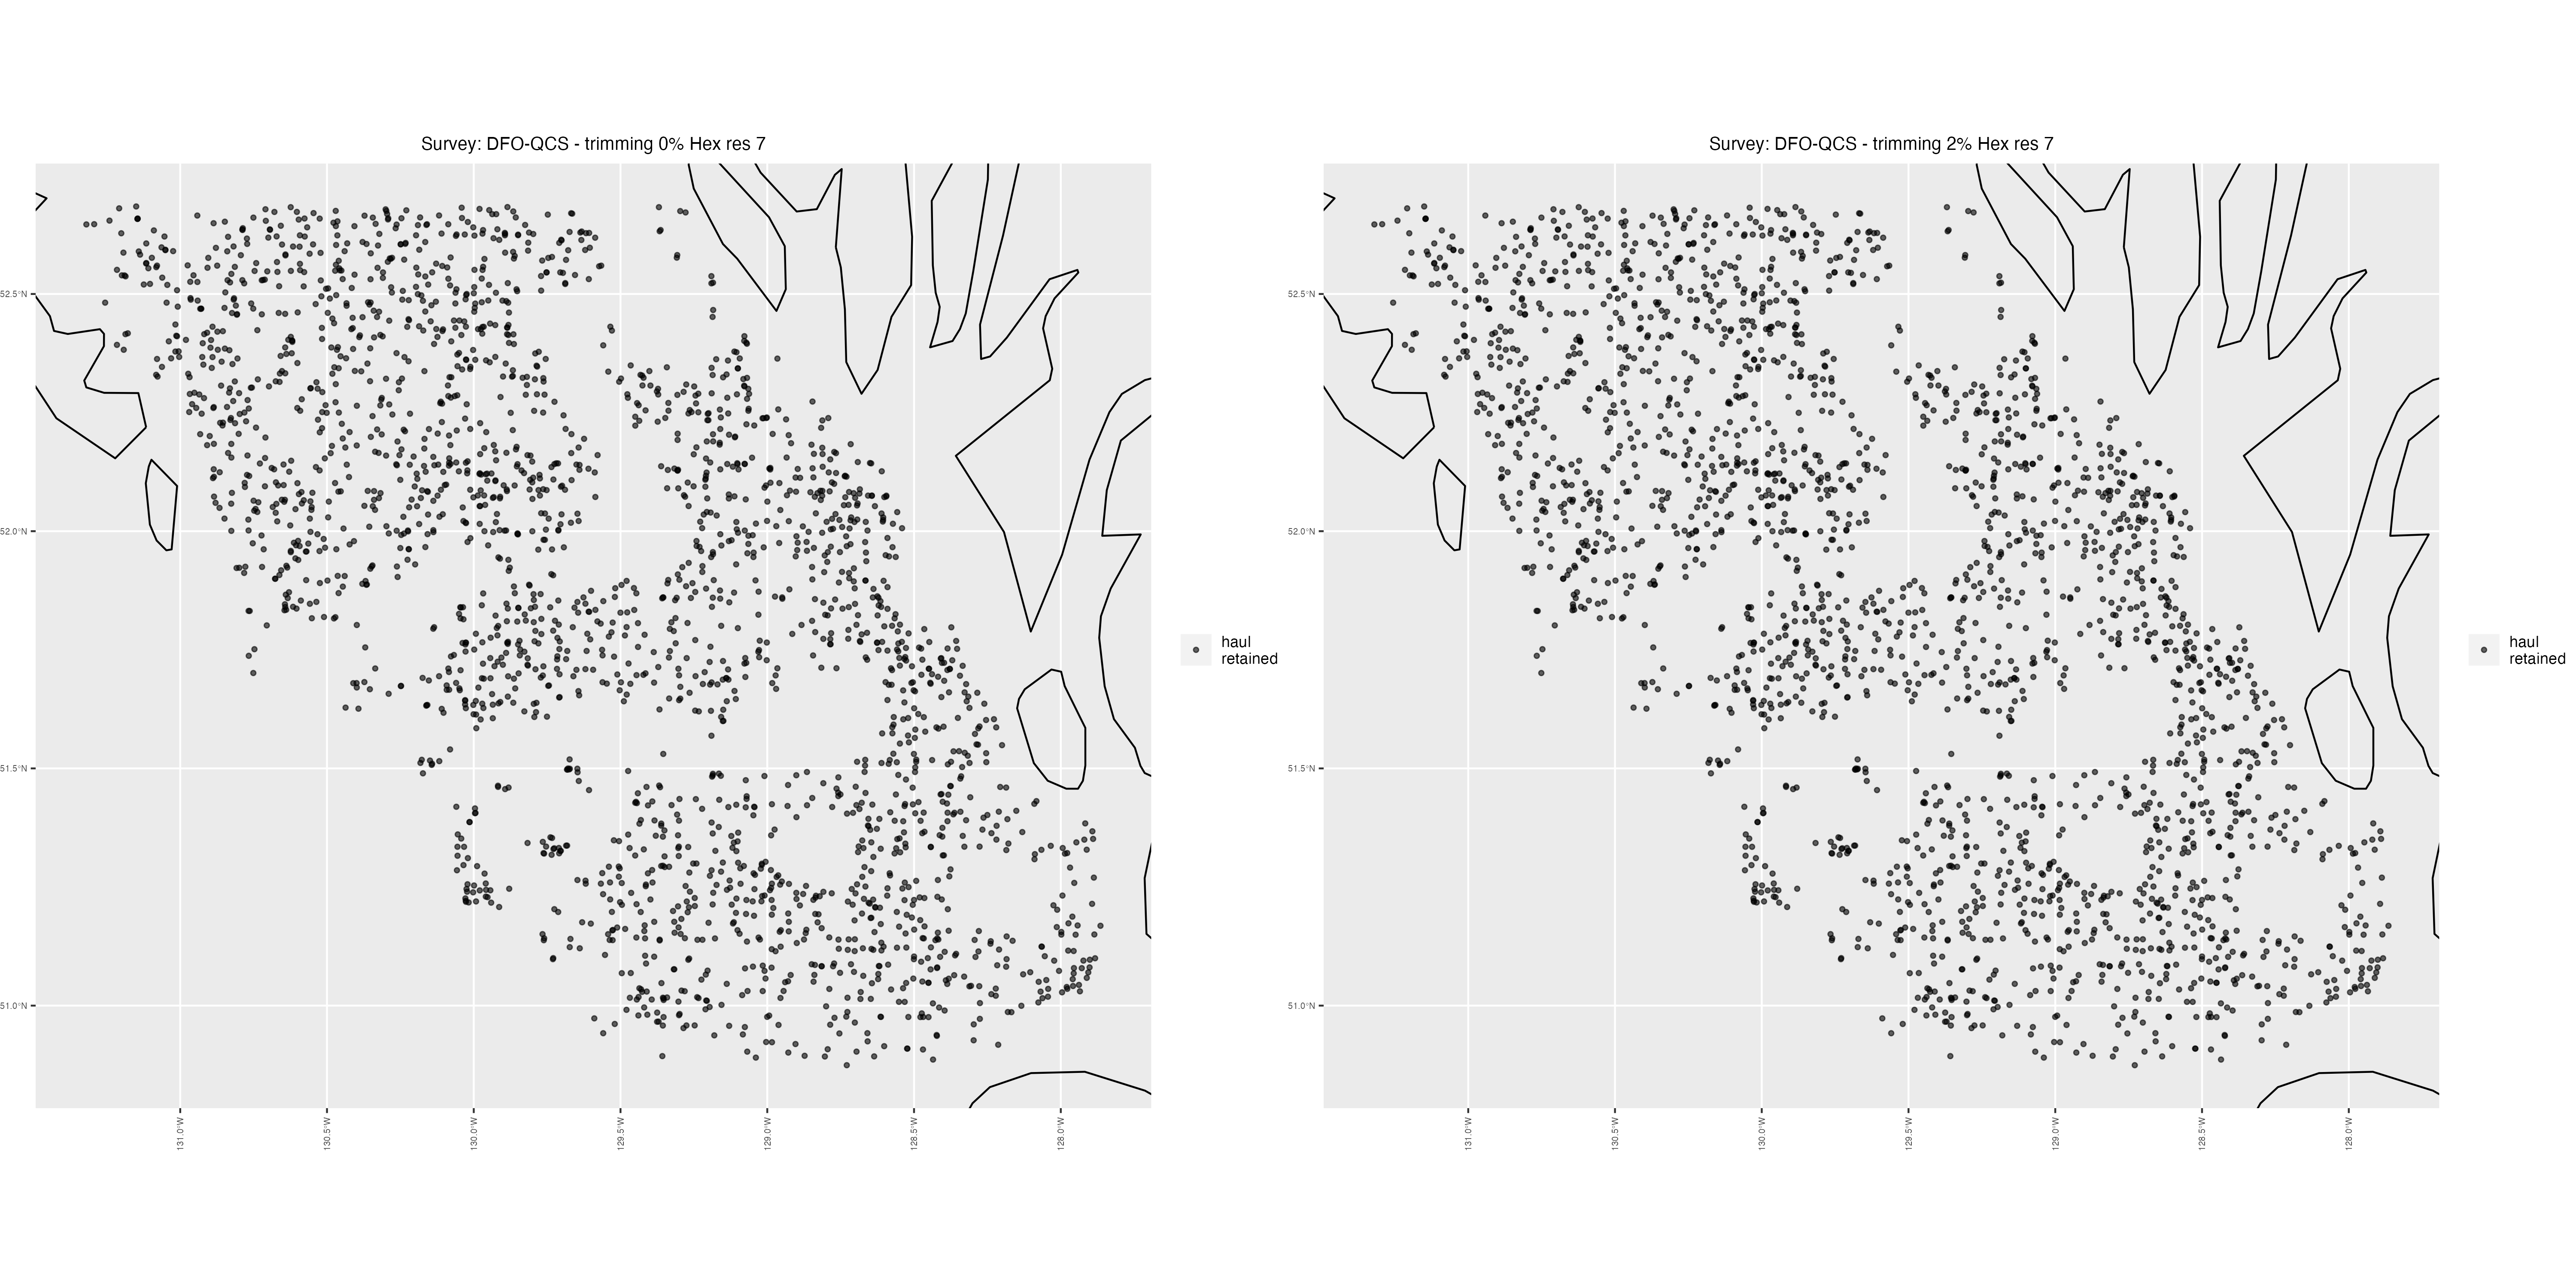 Survey: DFO-QCS - trimming 0% Hex res 7
52.5°N
52.0°N
51.5°N
51.0°N
131.0°W
130.5°W
130.0°W
129.5°W
129.0°W
128.5°W
128.0°W
haul
retained
Survey: DFO-QCS - trimming 2% Hex res 7
52.5°N
52.0°N
51.5°N
51.0°N
131.0°W
130.5°W
130.0°W
129.5°W
129.0°W
128.5°W
128.0°W
haul
retained